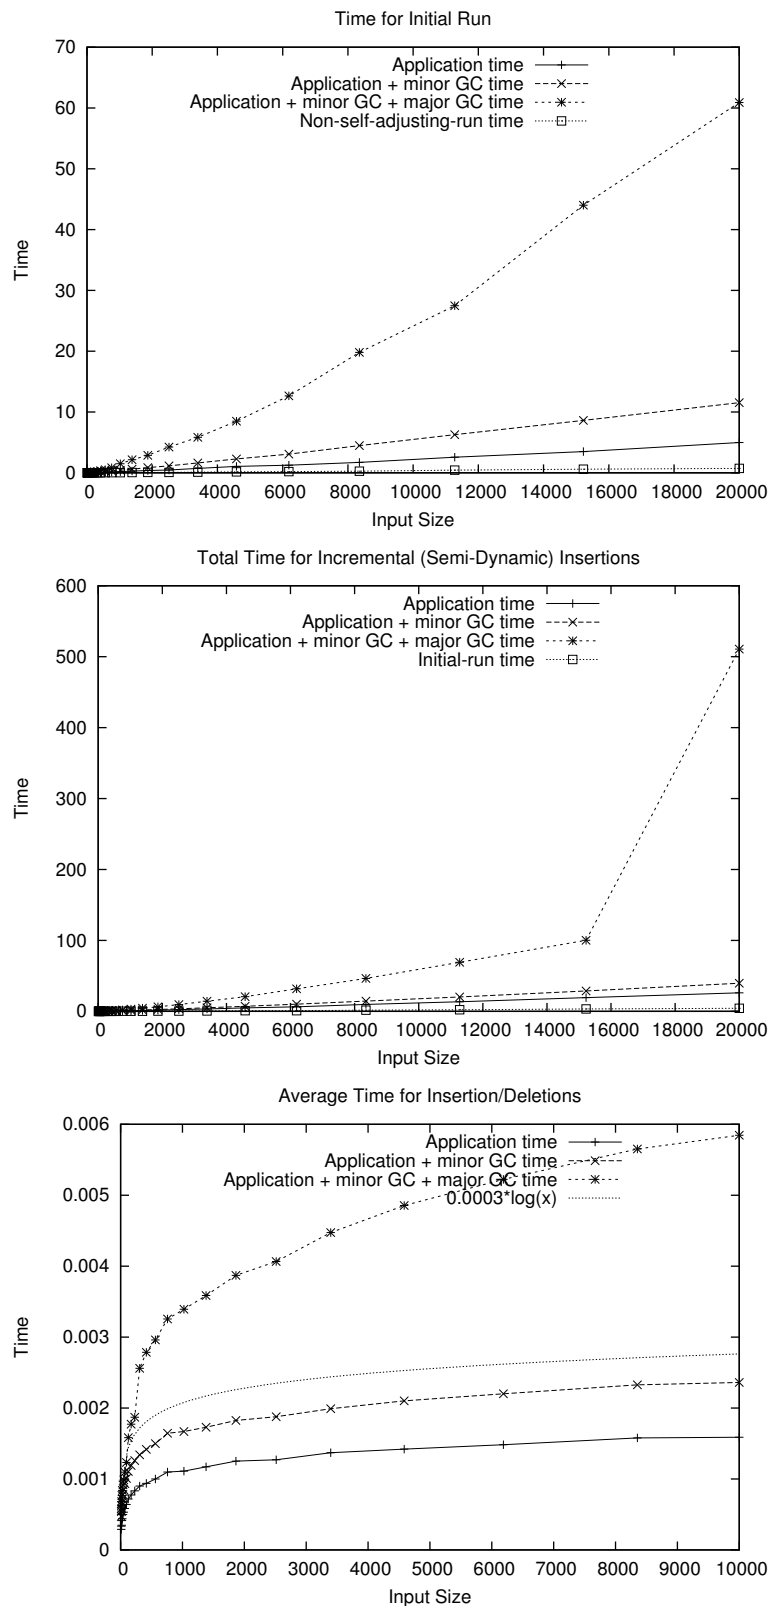 Time for Initial Run
70
60
50
40
30
20
10
0
Time
Application time
Application + minor GC time
Application + minor GC + major GC time
Non-self-adjusting-run time
0 2000 4000 6000 8000 10000 12000 14000 16000 18000 20000
Input Size
Total Time for Incremental (Semi-Dynamic) Insertions
600
500
400
300
200
100
0
Time
Application time
Application + minor GC time
Application + minor GC + major GC time
Initial-run time
0 2000 4000 6000 8000 10000 12000 14000 16000 18000 20000
Input Size
Average Time for Insertion/Deletions
0.006
0.005
0.004
0.003
0.002
0.001
0
Time
Application time
Application + minor GC time
Application + minor GC + major GC time
0.0003*log(x)
0 1000 2000 3000 4000 5000 6000 7000 8000 9000 10000
Input Size